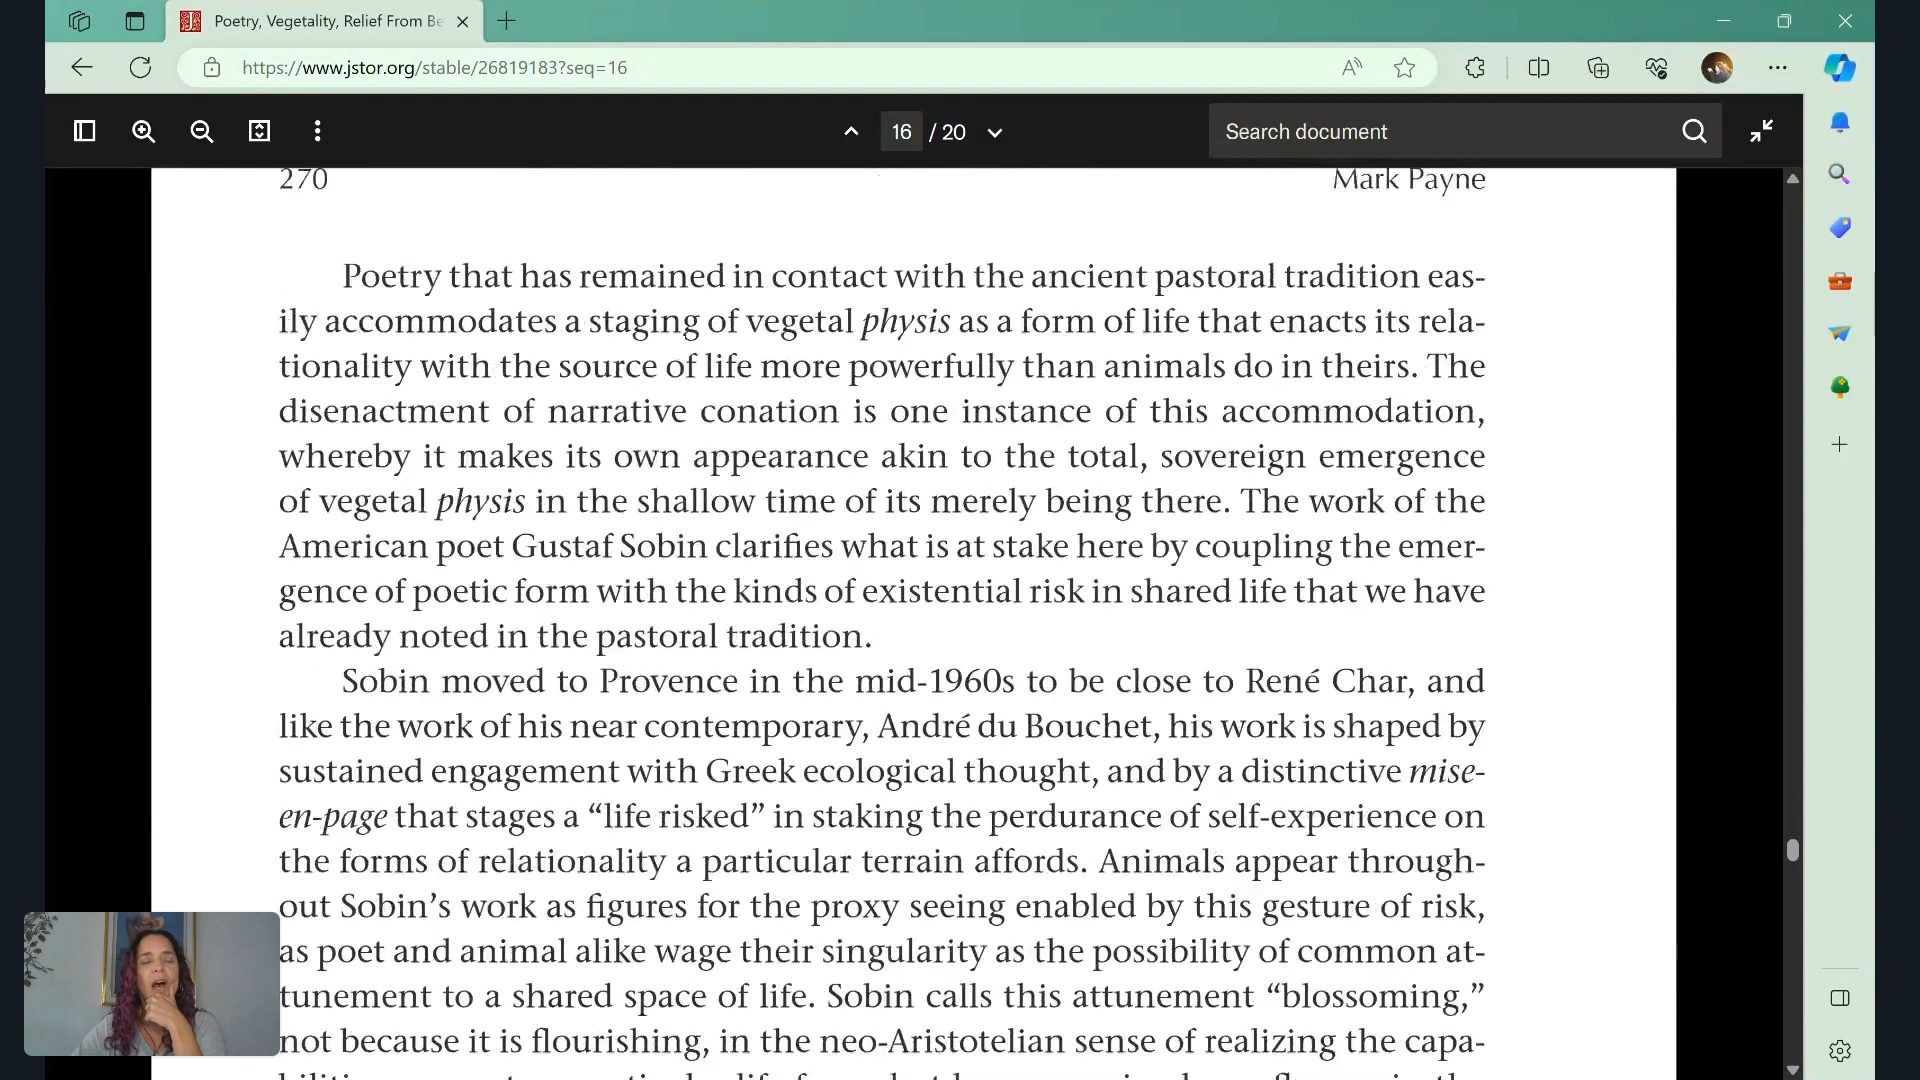 Poetry, Vegetality, Relief From Be
https://www.jstor.org/stable/26819183?seq=16
16 / 20
Search document
270 Mark Payne
Poetry that has remained in contact with the ancient pastoral tradition eas-
ily accommodates a staging of vegetal physis as a form of life that enacts its rela-
tionality with the source of life more powerfully than animals do in theirs. The
disenactment of narrative conation is one instance of this accommodation,
whereby it makes its own appearance akin to the total, sovereign emergence
of vegetal physis in the shallow time of its merely being there. The work of the
American poet Gustaf Sobin clarifies what is at stake here by coupling the emer-
gence of poetic form with the kinds of existential risk in shared life that we have
already noted in the pastoral tradition.
Sobin moved to Provence in the mid-1960s to be close to René Char, and
like the work of his near contemporary, André du Bouchet, his work is shaped by
sustained engagement with Greek ecological thought, and by a distinctive mise-
en-page that stages a “life risked” in staking the perdurance of self-experience on
the forms of relationality a particular terrain affords. Animals appear through-
out Sobin’s work as figures for the proxy seeing enabled by this gesture of risk,
as poet and animal alike wage their singularity as the possibility of common at-
tunement to a shared space of life. Sobin calls this attunement “blossoming,”
not because it is flourishing, in the neo-Aristotelian sense of realizing the capa-